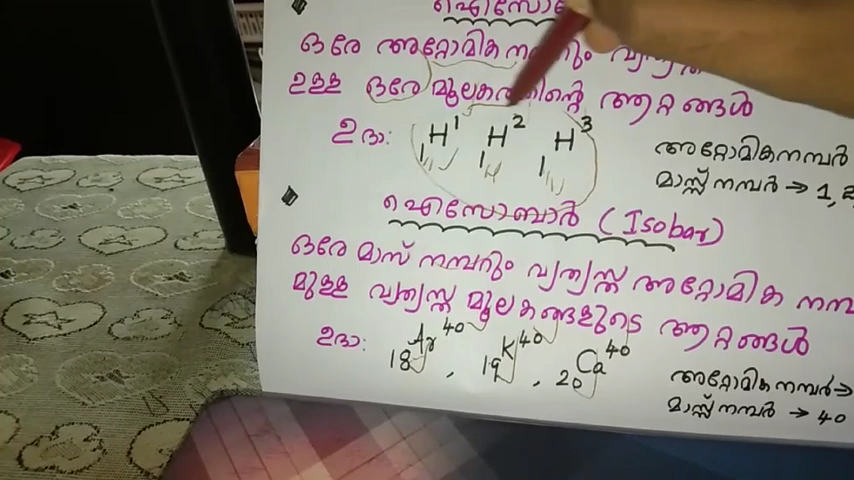 ഒരേ അറ്റോമിക നമ്പറും
ഉള്ള ഒരേ മൂലകത്തിന്റെ ആറ്റങ്ങൾ
ഉദാ: ₁H¹ ₁H² ₁H³
അറ്റോമികനമ്പർ
മാസ്സ് നമ്പർ → 1,
ഐസോബാർ (Isobar)
ഒരേ മാസ് നമ്പറും വ്യത്യസ്ത അറ്റോമിക
മുള്ള വ്യത്യസ്ത മൂലകങ്ങളുടെ ആറ്റങ്ങൾ
ഉദാ: ₁₈Ar⁴⁰, ₁₉K⁴⁰, ₂₀Ca⁴⁰
അറ്റോമികനമ്പർ →
മാസ്സ് നമ്പർ → 40